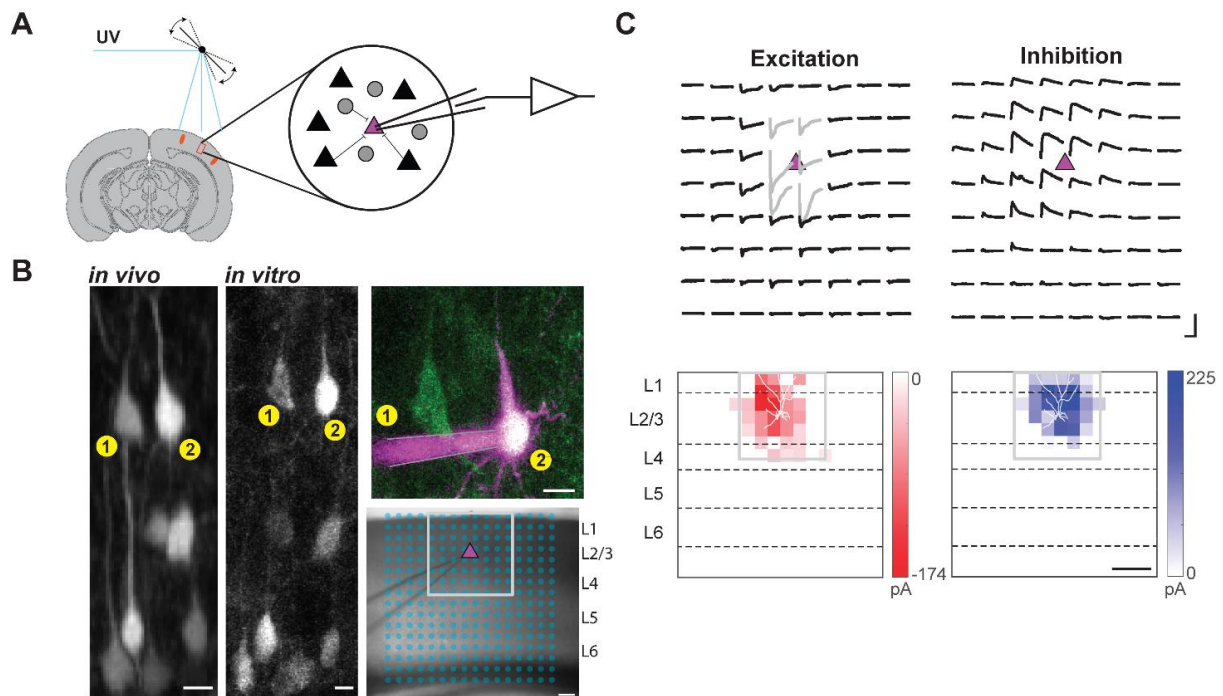 A
UV
B
in vivo
in vitro
1
2
1
2
1
2
L1
L2/3
L4
L5
L6
C
Excitation
Inhibition
L1
L2/3
L4
L5
L6
0
-174
pA
225
0
pA